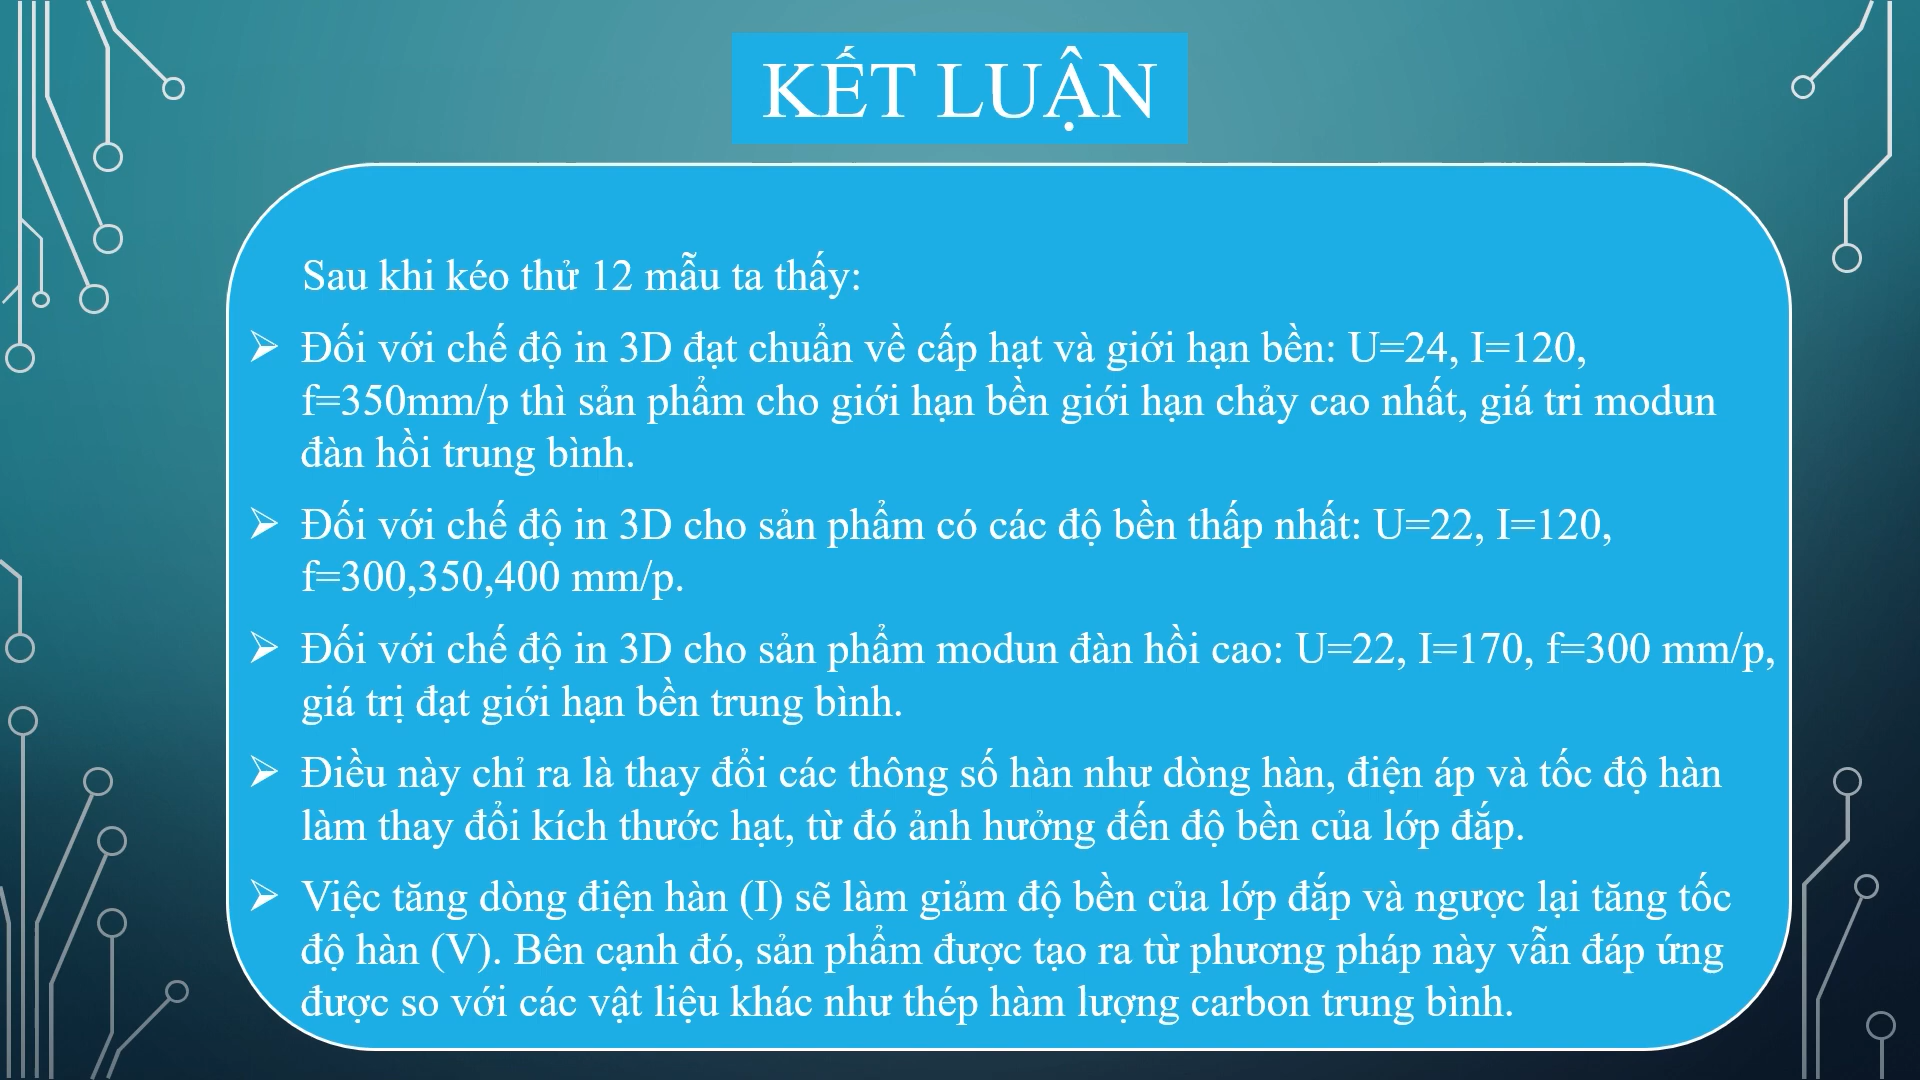 KẾT LUẬN
Sau khi kéo thử 12 mẫu ta thấy:
➢ Đối với chế độ in 3D đạt chuẩn về cấp hạt và giới hạn bền: U=24, I=120,
f=350mm/p thì sản phẩm cho giới hạn bền giới hạn chảy cao nhất, giá tri modun
đàn hồi trung bình.
➢ Đối với chế độ in 3D cho sản phẩm có các độ bền thấp nhất: U=22, I=120,
f=300,350,400 mm/p.
➢ Đối với chế độ in 3D cho sản phẩm modun đàn hồi cao: U=22, I=170, f=300 mm/p,
giá trị đạt giới hạn bền trung bình.
➢ Điều này chỉ ra là thay đổi các thông số hàn như dòng hàn, điện áp và tốc độ hàn
làm thay đổi kích thước hạt, từ đó ảnh hưởng đến độ bền của lớp đắp.
➢ Việc tăng dòng điện hàn (I) sẽ làm giảm độ bền của lớp đắp và ngược lại tăng tốc
độ hàn (V). Bên cạnh đó, sản phẩm được tạo ra từ phương pháp này vẫn đáp ứng
được so với các vật liệu khác như thép hàm lượng carbon trung bình.